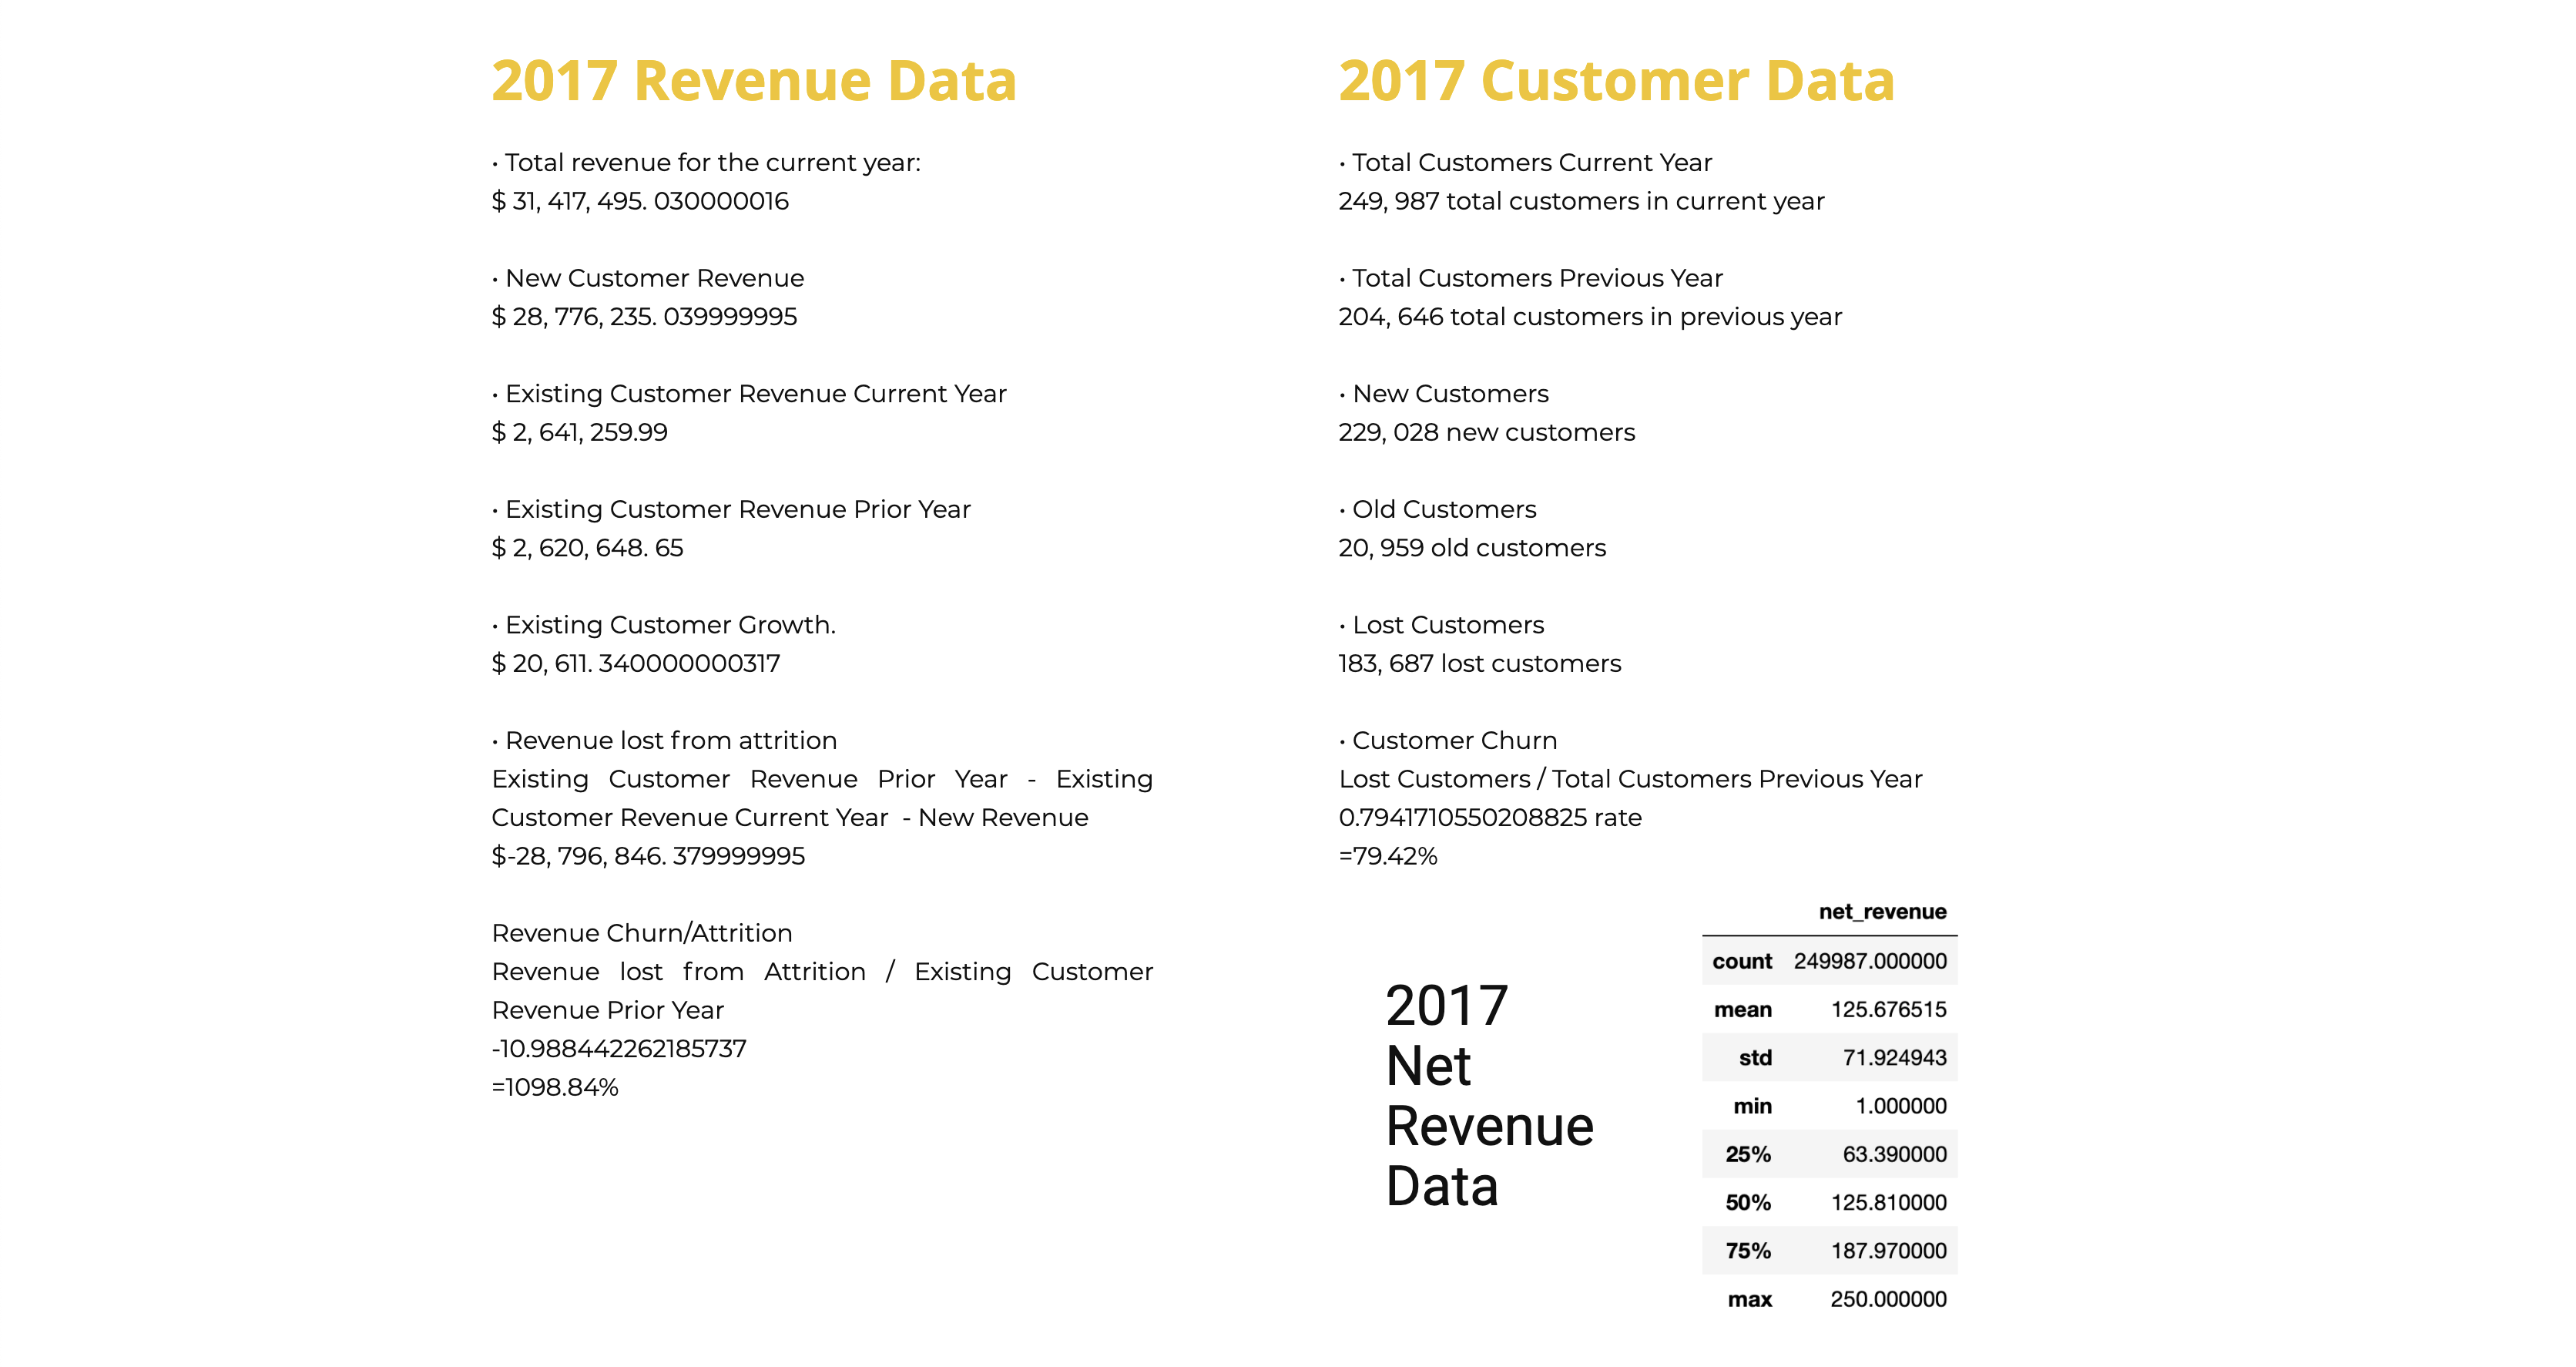 2017 Revenue Data
• Total revenue for the current year:
$ 31, 417, 495. 030000016
• New Customer Revenue
$ 28, 776, 235. 039999995
• Existing Customer Revenue Current Year
$ 2, 641, 259.99
• Existing Customer Revenue Prior Year
$ 2, 620, 648. 65
• Existing Customer Growth.
$ 20, 611. 340000000317
• Revenue lost from attrition
Existing Customer Revenue Prior Year - Existing
Customer Revenue Current Year - New Revenue
$-28, 796, 846. 379999995
Revenue Churn/Attrition
Revenue lost from Attrition / Existing Customer
Revenue Prior Year
-10.988442262185737
=1098.84%
2017 Customer Data
• Total Customers Current Year
249, 987 total customers in current year
• Total Customers Previous Year
204, 646 total customers in previous year
• New Customers
229, 028 new customers
• Old Customers
20, 959 old customers
• Lost Customers
183, 687 lost customers
• Customer Churn
Lost Customers / Total Customers Previous Year
0.7941710550208825 rate
=79.42%
2017
Net
Revenue
Data
net_revenue
count 249987.000000
mean 125.676515
std 71.924943
min 1.000000
25% 63.390000
50% 125.810000
75% 187.970000
max 250.000000